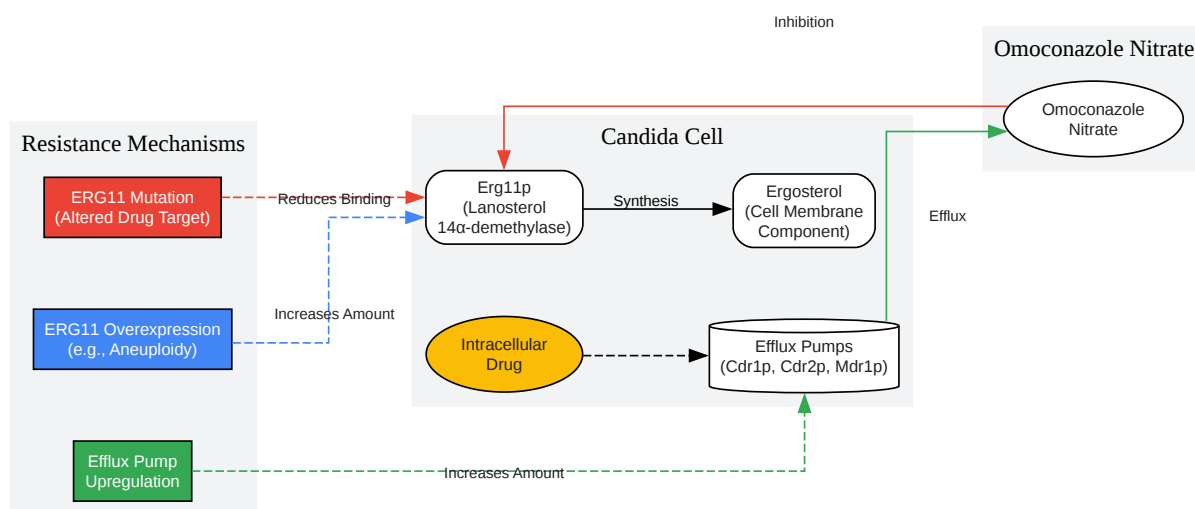 Inhibition
Omoconazole Nitrate
Omoconazole
Nitrate
Resistance Mechanisms
Candida Cell
ERG11 Mutation
(Altered Drug Target)
Reduces Binding
Erg11p
(Lanosterol
14α-demethylase)
Synthesis
Ergosterol
(Cell Membrane
Component)
Efflux
ERG11 Overexpression
(e.g., Aneuploidy)
Increases Amount
Intracellular
Drug
Efflux Pumps
(Cdr1p, Cdr2p, Mdr1p)
Efflux Pump
Upregulation
Increases Amount